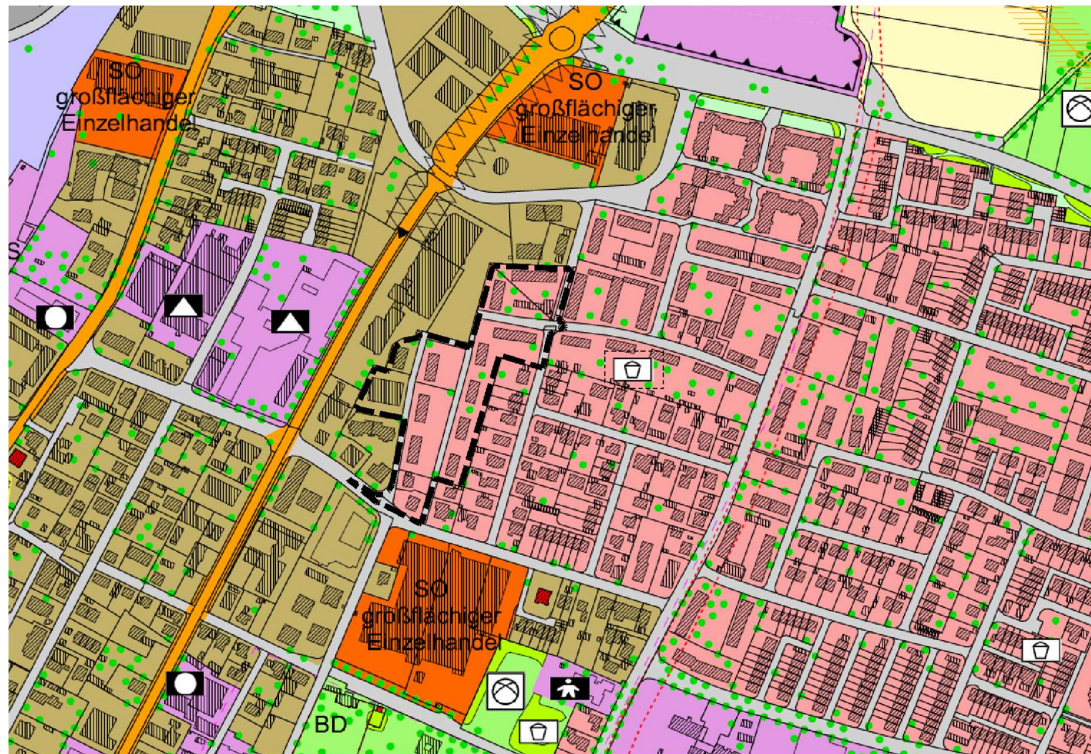 SO
großflächiger
Einzelhandel
SO
großflächiger
Einzelhandel
S
SO
großflächiger
Einzelhandel
BD